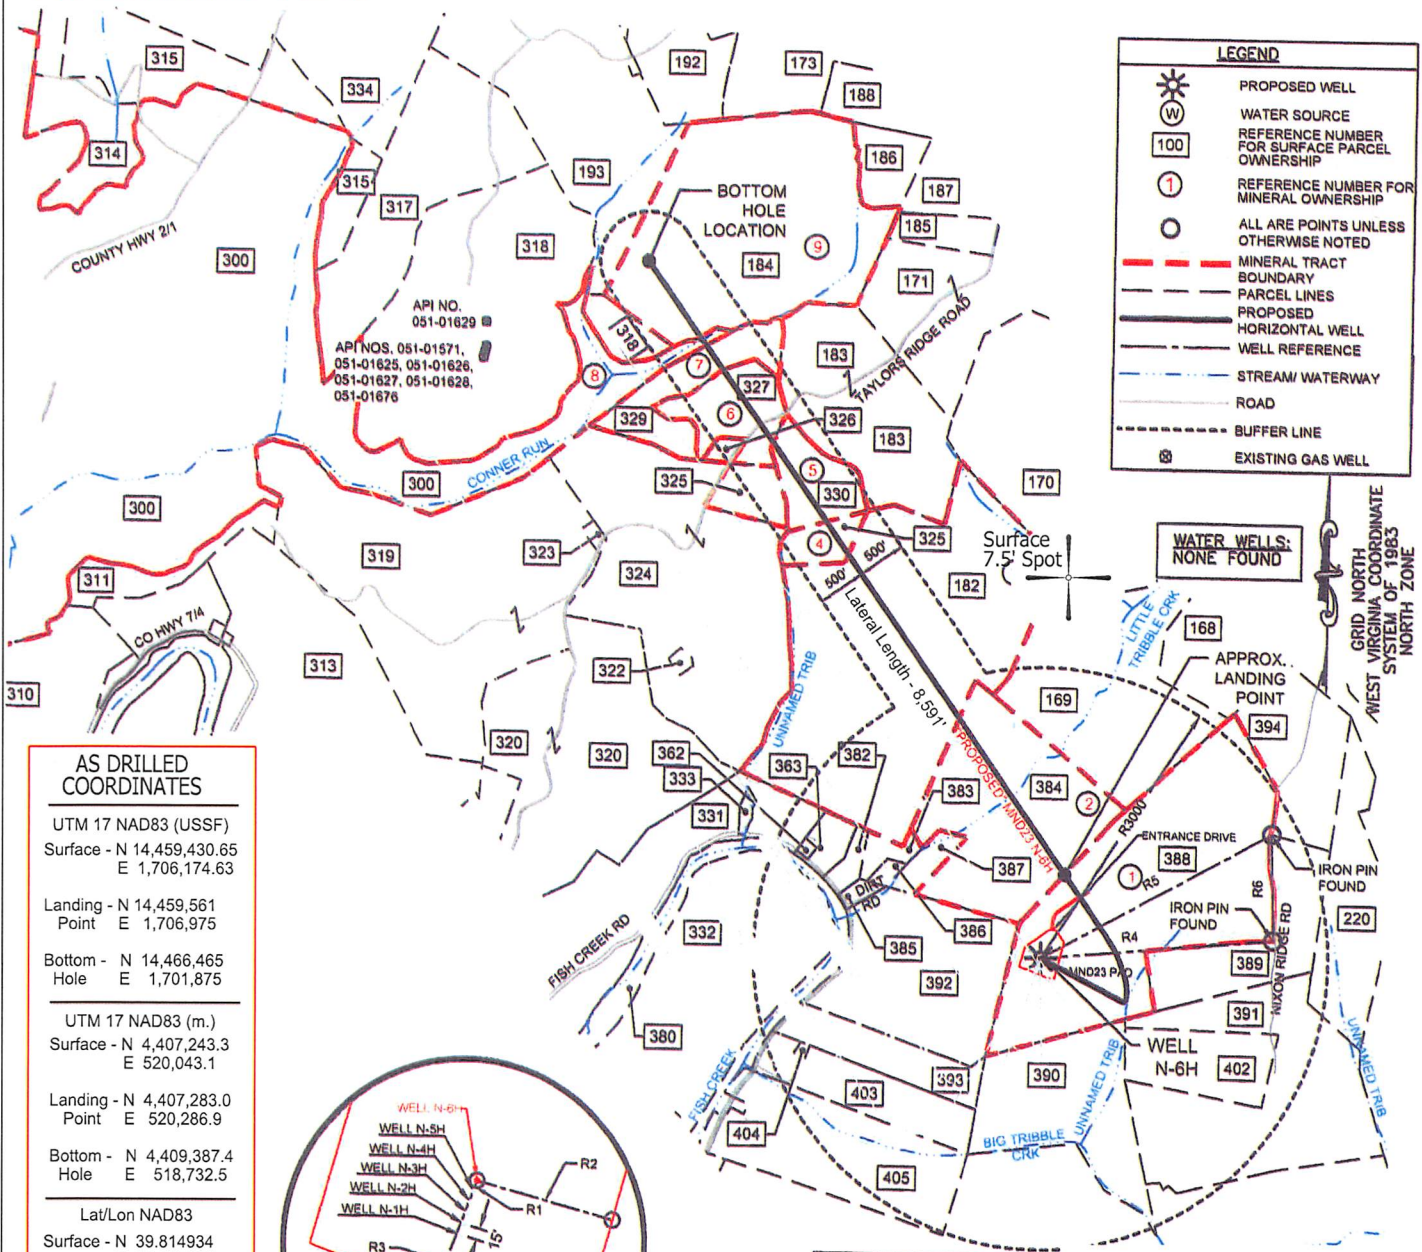 315
334
192
173
188
314
193
186
315
317
187
185
BOTTOM
HOLE
LOCATION
9
318
184
COUNTY HWY 2/1
300
171
API NO.
051-01629
API NOS. 051-01571,
051-01625, 051-01626,
051-01627, 051-01628,
051-01676
318
183
TAYLORS RIDGE ROAD
8
7
327
6
329
326
183
CONNER RUN
300
325
5
330
170
300
4
325
319
323
324
500'
500'
182
Surface
7.5' Spot
Lateral Length - 8,591'
311
CO HWY 7/4
313
322
310
UNNAMED TRIB
LITTLE
TRIBBLE CRK
168
APPROX.
LANDING
POINT
169
394
320
320
362
333
331
363
382
383
384
2
PROPOSED: MND23 N-6H
R3000
ENTRANCE DRIVE
388
1
R5
387
IRON PIN
FOUND
R6
DIRT
RD
386
385
R4
IRON PIN
FOUND
NIXON RIDGE RD
220
389
391
332
FISH CREEK RD
392
MND23 PAD
380
WELL
N-6H
402
UNNAMED TRIB
UNNAMED TRIB
FISH CREEK
393
390
403
404
BIG TRIBBLE
CRK
405
LEGEND
PROPOSED WELL
W
WATER SOURCE
100
REFERENCE NUMBER
FOR SURFACE PARCEL
OWNERSHIP
1
REFERENCE NUMBER FOR
MINERAL OWNERSHIP
ALL ARE POINTS UNLESS
OTHERWISE NOTED
MINERAL TRACT
BOUNDARY
PARCEL LINES
PROPOSED
HORIZONTAL WELL
WELL REFERENCE
STREAM/ WATERWAY
ROAD
BUFFER LINE
EXISTING GAS WELL
WATER WELLS:
NONE FOUND
GRID NORTH
WEST VIRGINIA COORDINATE
SYSTEM OF 1983
NORTH ZONE
AS DRILLED
COORDINATES
UTM 17 NAD83 (USSF)
Surface - N 14,459,430.65
E 1,706,174.63
Landing - N 14,459,561
Point E 1,706,975
Bottom - N 14,466,465
Hole E 1,701,875
UTM 17 NAD83 (m.)
Surface - N 4,407,243.3
E 520,043.1
Landing - N 4,407,283.0
Point E 520,286.9
Bottom - N 4,409,387.4
Hole E 518,732.5
Lat/Lon NAD83
Surface - N 39.814934
WELL N-6H
WELL N-5H
WELL N-4H
WELL N-3H
WELL N-2H
WELL N-1H
R2
R1
R3
15'